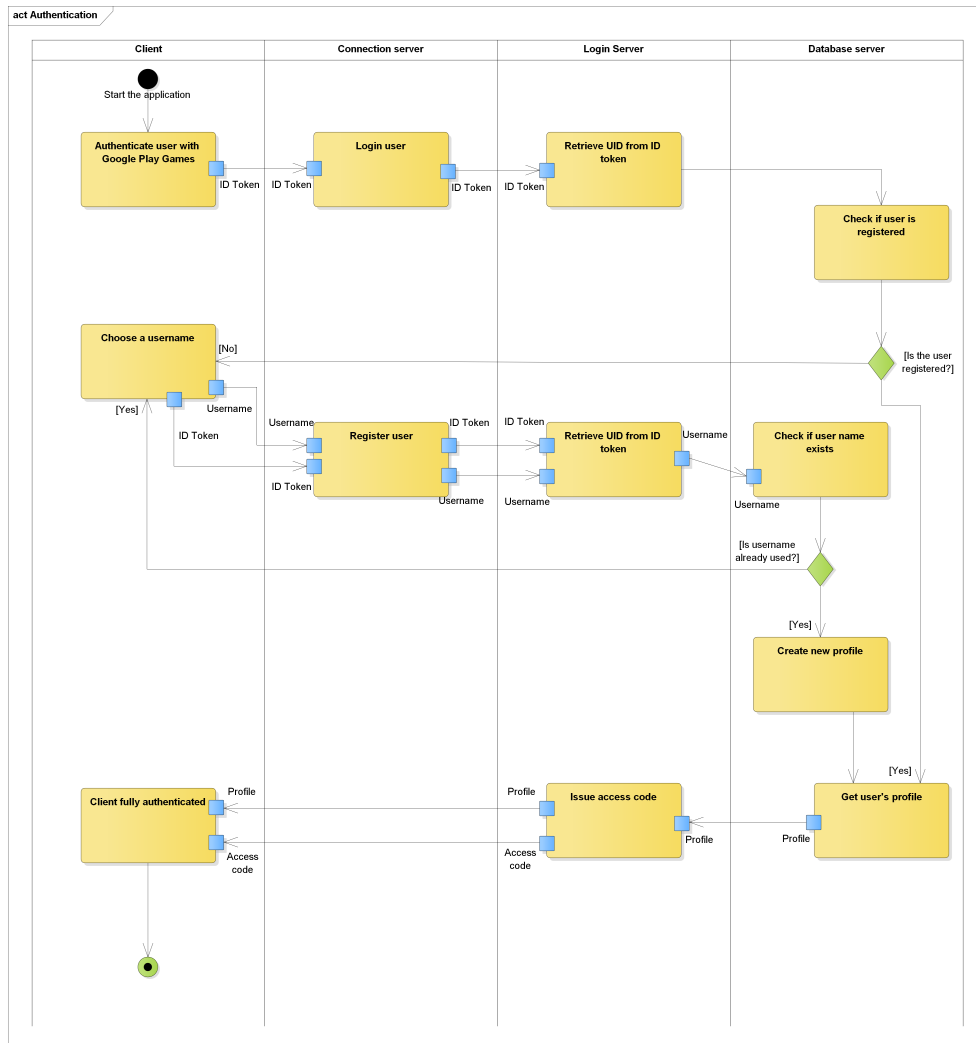 act Authentication
Client
Connection server
Login Server
Database server
Start the application
Authenticate user with
Google Play Games
ID Token
ID Token
Login user
ID Token
ID Token
Retrieve UID from ID
token
Check if user is
registered
[Is the user
registered?]
[No]
Choose a username
Username
[Yes]
ID Token
Username
ID Token
Register user
ID Token
Username
ID Token
Username
Retrieve UID from ID
token
Username
Username
Check if user name
exists
[Is username
already used?]
[Yes]
Create new profile
[Yes]
Get user's profile
Profile
Profile
Issue access code
Profile
Access
code
Profile
Access
code
Client fully authenticated